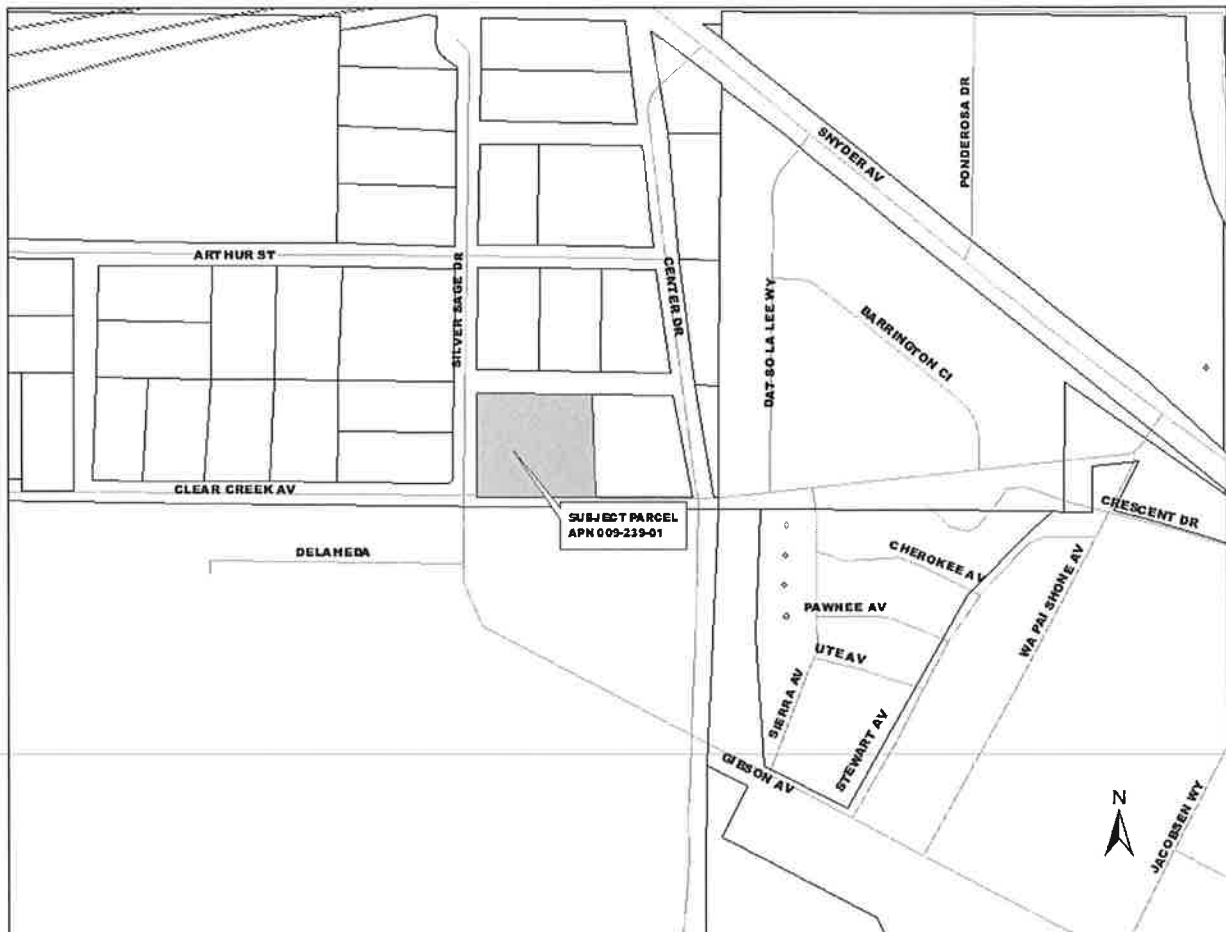 SNYDER AV
PONDEROSA DR
ARTHUR ST
SILVER SAGE DR
CENTER DR
DAT SO LA LEE WY
BARRINGTON CI
CLEAR CREEK AV
SUBJECT PARCEL
APN 009-239-01
CRESCENT DR
DELAHEDA
CHEROKEE AV
WA PAI SHONE AV
PAWNEE AV
UTE AV
SIERRA AV
STEWART AV
GIBSON AV
N
JACOBSEN WY